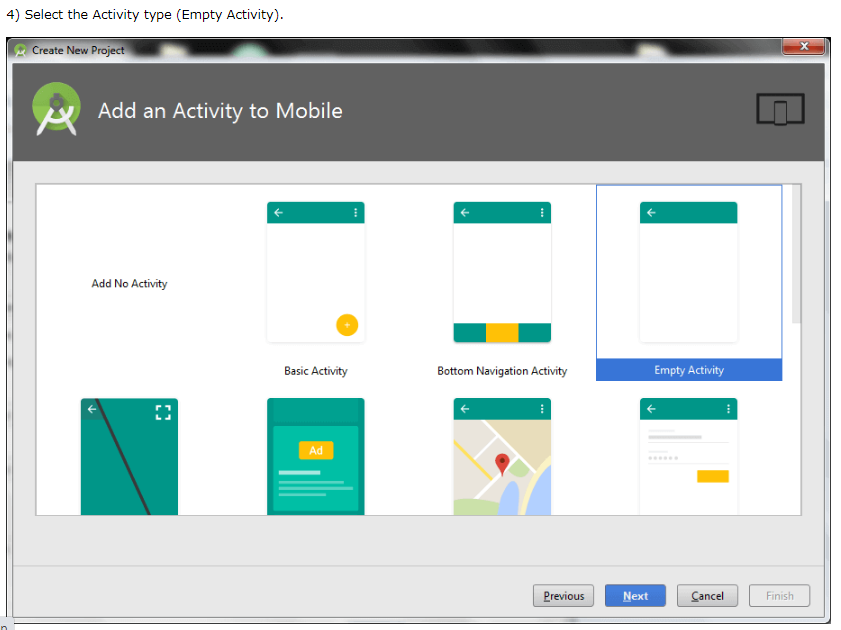 4) Select the Activity type (Empty Activity).
Create New Project
Add an Activity to Mobile
Add No Activity
Basic Activity
Bottom Navigation Activity
Empty Activity
Ad
Previous
Next
Cancel
Finish